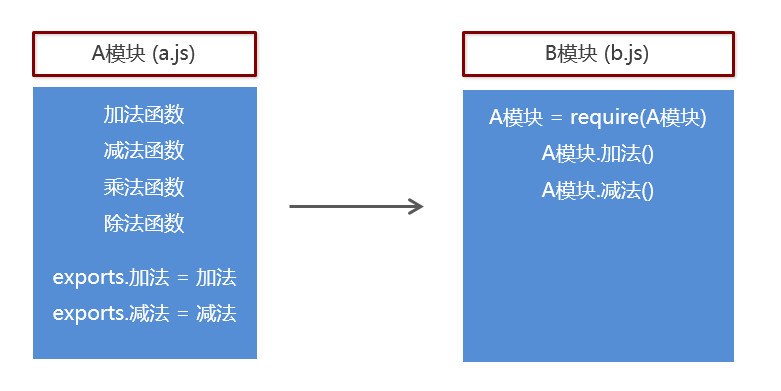 A模块 (a.js)
加法函数
减法函数
乘法函数
除法函数
exports.加法 = 加法
exports.减法 = 减法
B模块 (b.js)
A模块 = require(A模块)
A模块.加法()
A模块.减法()